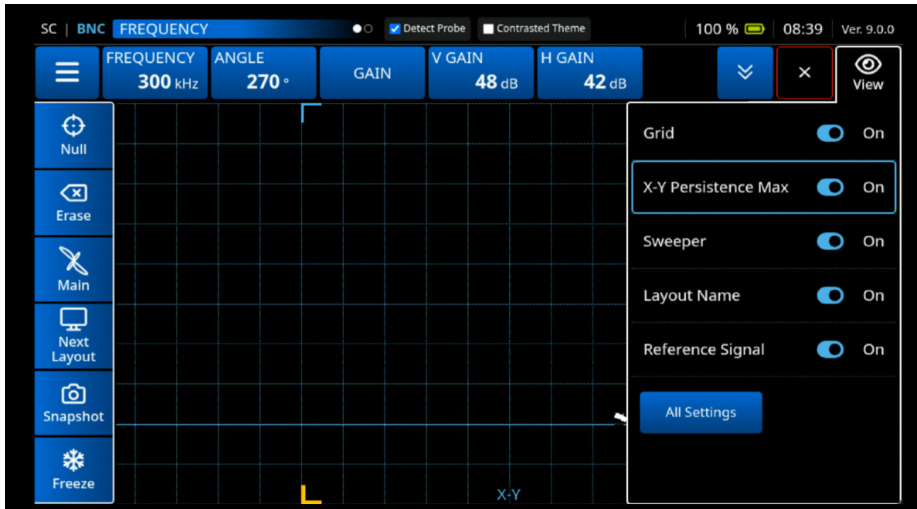 SC | BNC FREQUENCY Detect Probe Contrasted Theme 100 % 08:39 Ver. 9.0.0
FREQUENCY ANGLE V GAIN H GAIN
300 kHz 270 ° GAIN 48 dB 42 dB
View
Null
Erase
Main
Next
Layout
Snapshot
Freeze
X-Y
Grid On
X-Y Persistence Max On
Sweeper On
Layout Name On
Reference Signal On
All Settings